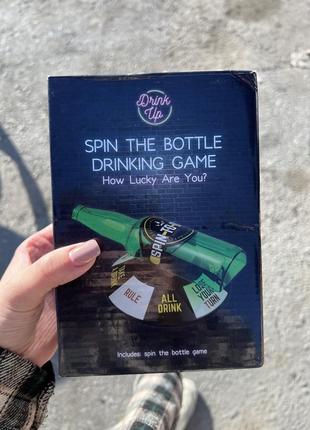 Drink
Up
SPIN THE BOTTLE
DRINKING GAME
How Lucky Are You?
SPIN
RULE
ALL
DRINK
LOSE
YOUR
TURN
Includes: spin the bottle game